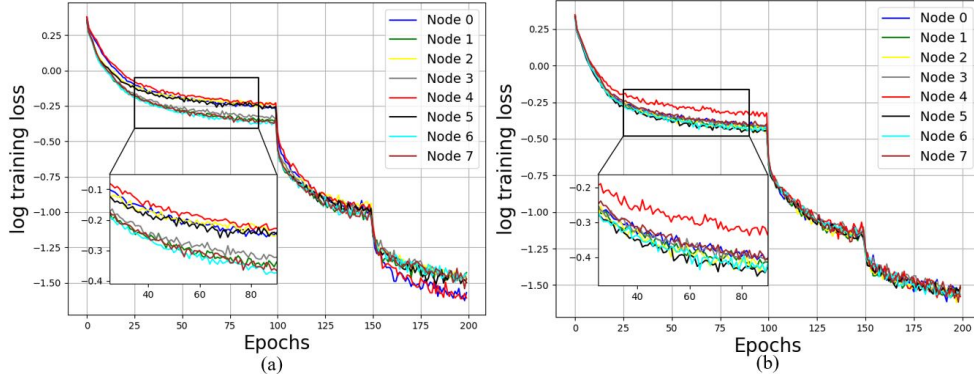 log training loss
0.25
0.00
−0.25
−0.50
−0.75
−1.00
−1.25
−1.50
Node 0
Node 1
Node 2
Node 3
Node 4
Node 5
Node 6
Node 7
−0.1
−0.2
−0.3
−0.4
40 60 80
0 25 50 75 100 125 150 175 200
Epochs
(a)
log training loss
0.25
0.00
−0.25
−0.50
−0.75
−1.00
−1.25
−1.50
Node 0
Node 1
Node 2
Node 3
Node 4
Node 5
Node 6
Node 7
−0.2
−0.3
−0.4
40 60 80
0 25 50 75 100 125 150 175 200
Epochs
(b)